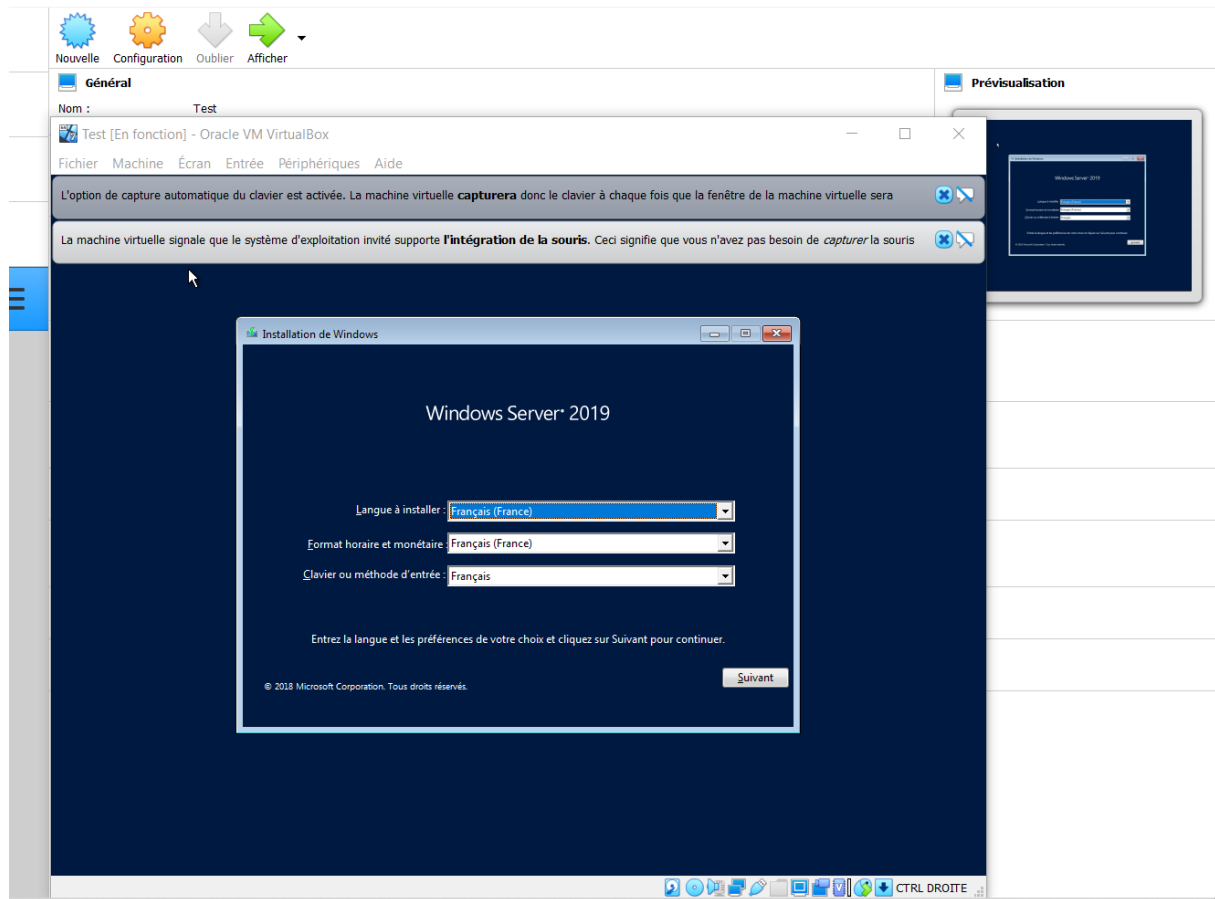 Nouvelle Configuration Oublier Afficher
Général
Prévisualisation
Nom : Test
Test [En fonction] - Oracle VM VirtualBox
Fichier Machine Écran Entrée Périphériques Aide
L'option de capture automatique du clavier est activée. La machine virtuelle capturera donc le clavier à chaque fois que la fenêtre de la machine virtuelle sera
La machine virtuelle signale que le système d'exploitation invité supporte l'intégration de la souris. Ceci signifie que vous n'avez pas besoin de capturer la souris
Installation de Windows
Windows Server 2019
Langue à installer : Français (France)
Format horaire et monétaire : Français (France)
Clavier ou méthode d'entrée : Français
Entrez la langue et les préférences de votre choix et cliquez sur Suivant pour continuer.
Suivant
© 2018 Microsoft Corporation. Tous droits réservés.
CTRL DROITE